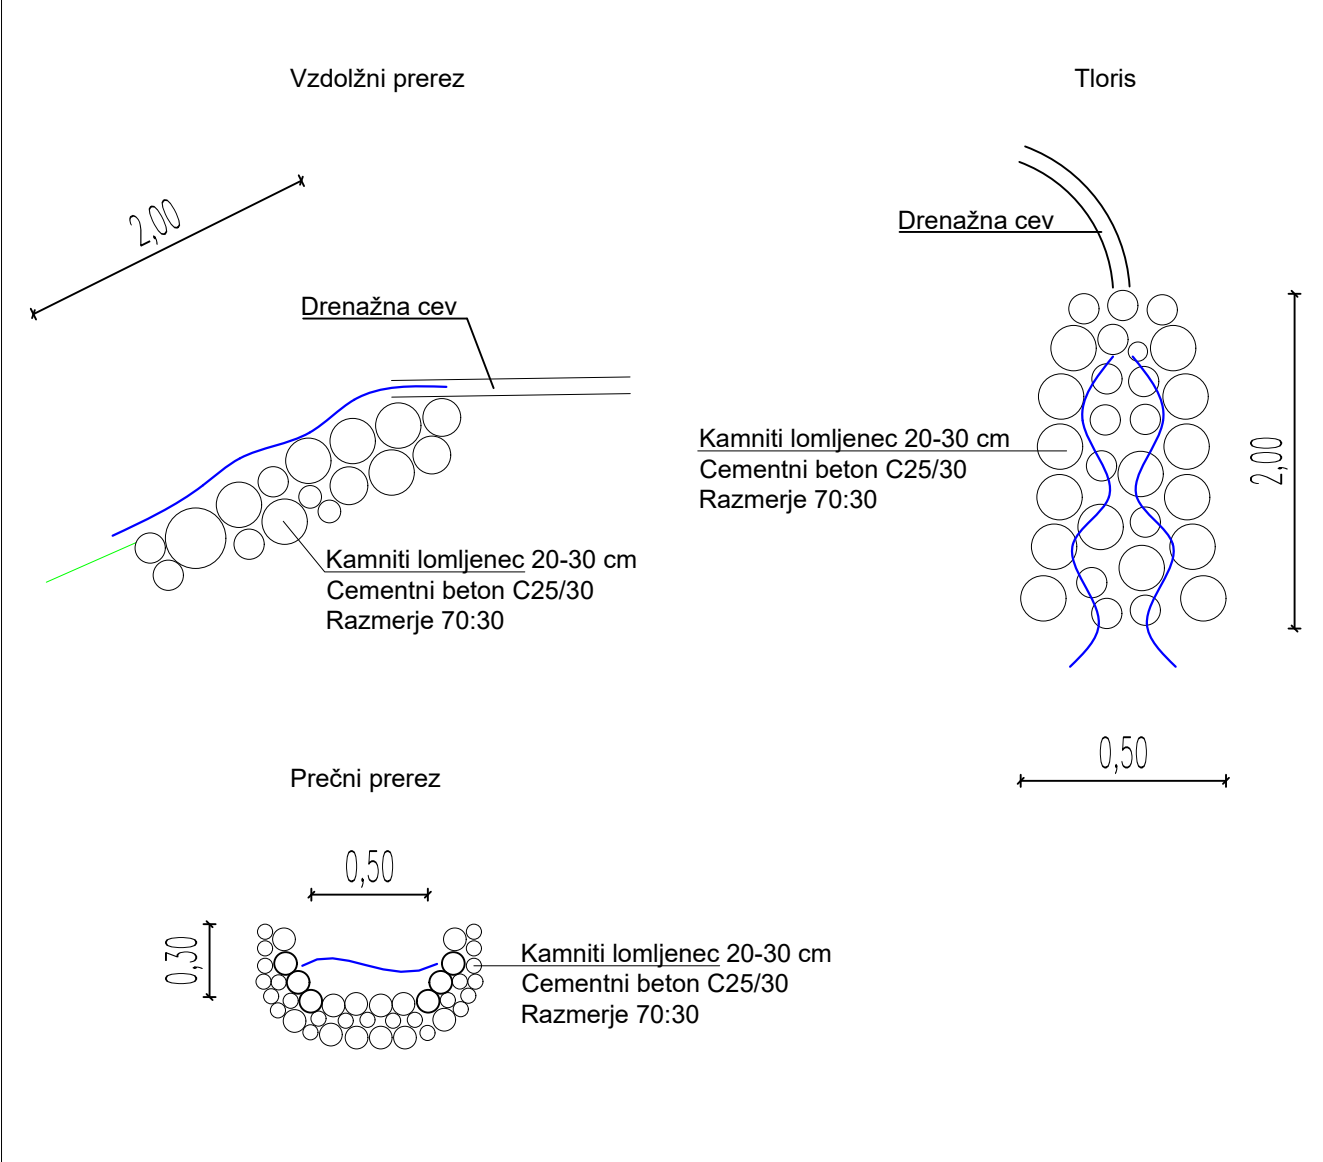 Vzdolžni prerez
Tloris
2,00
Drenažna cev
Kamniti lomljenec 20-30 cm
Cementni beton C25/30
Razmerje 70:30
Drenažna cev
Kamniti lomljenec 20-30 cm
Cementni beton C25/30
Razmerje 70:30
2,00
0,50
Prečni prerez
0,50
0,30
Kamniti lomljenec 20-30 cm
Cementni beton C25/30
Razmerje 70:30